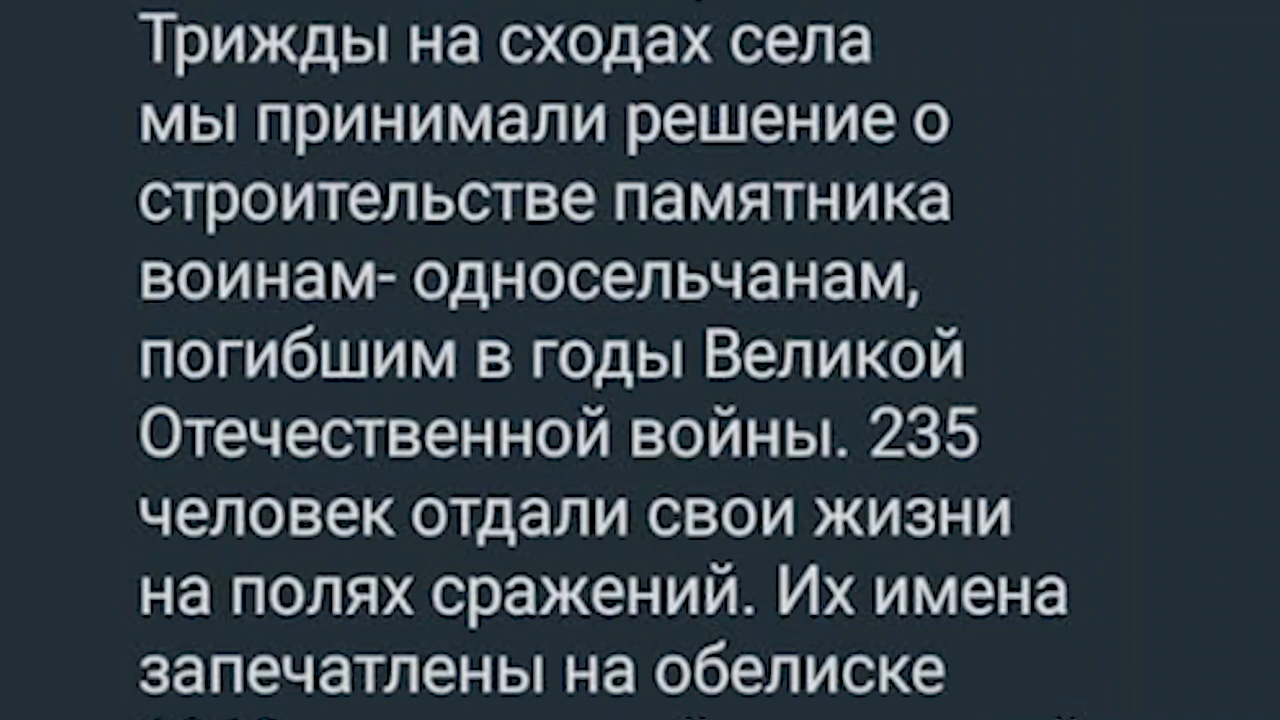 Трижды на сходах села
мы принимали решение о
строительстве памятника
воинам- односельчанам,
погибшим в годы Великой
Отечественной войны. 235
человек отдали свои жизни
на полях сражений. Их имена
запечатлены на обелиске